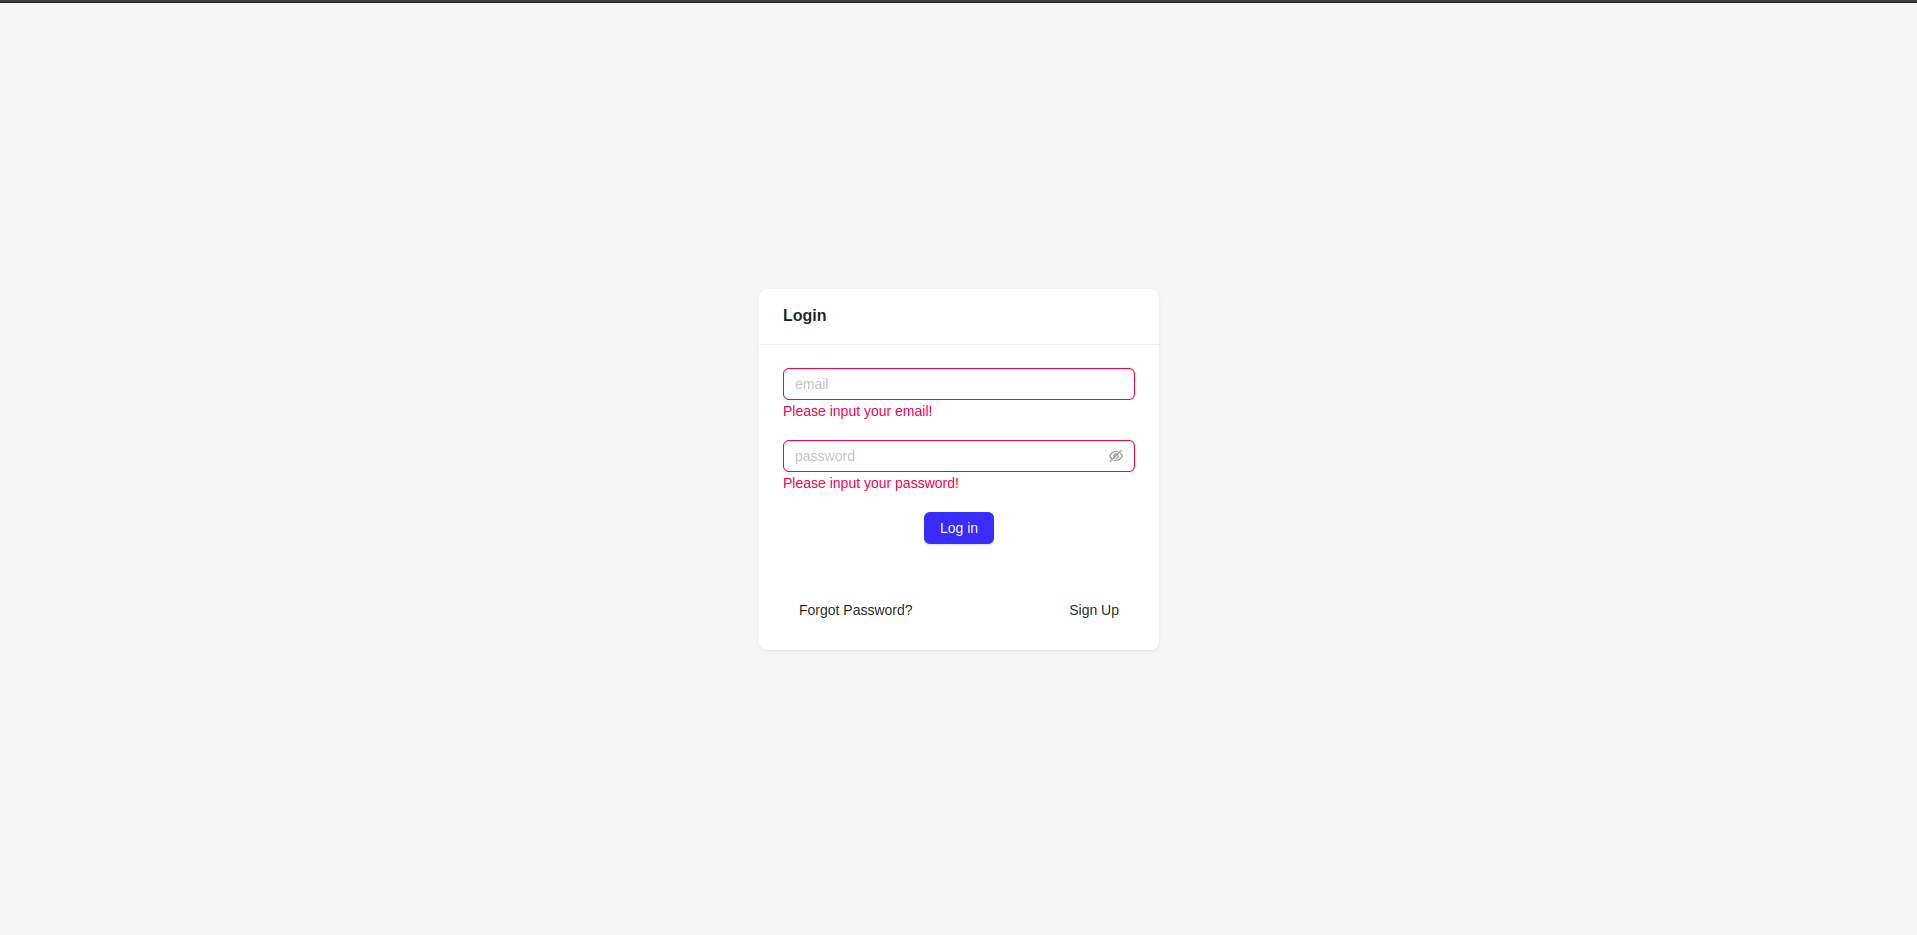 Login
email
Please input your email!
password
Please input your password!
Log in
Forgot Password?
Sign Up